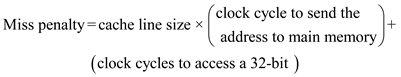 Miss penalty = cache line size × (clock cycle to send the address to main memory) +
(clock cycles to access a 32-bit )